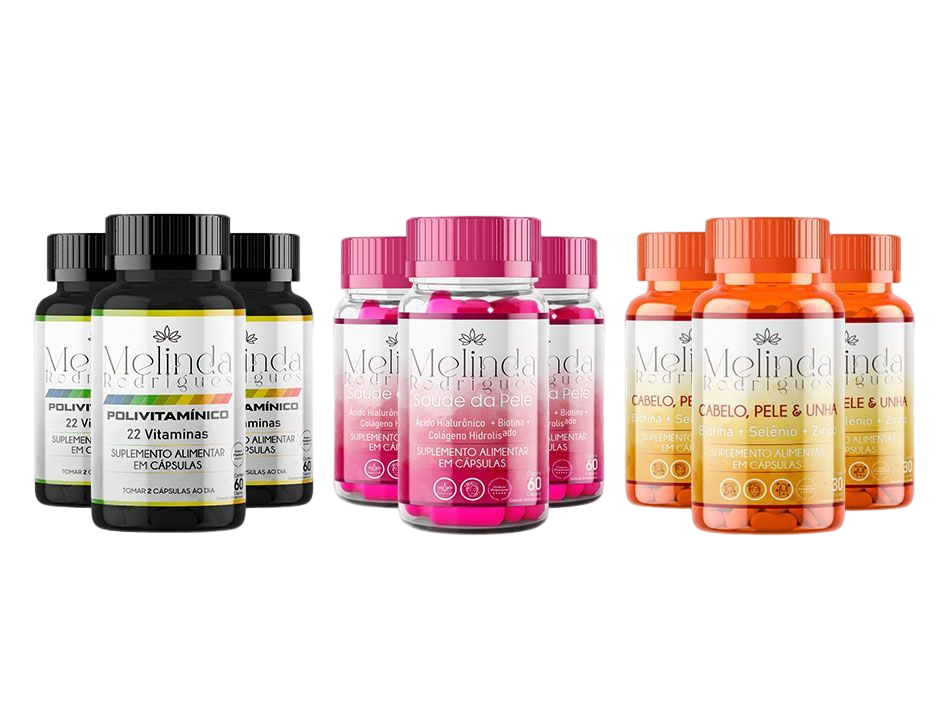 Melinda
Rodrigues
POLIVITAMÍNICO
22 Vitaminas
SUPLEMENTO ALIMENTAR
EM CÁPSULAS
TOMAR 2 CÁPSULAS AO DIA
60
Melinda
Rodrigues
Saúde da Pele
Ácido Hialurônico + Biotina +
Colágeno Hidrolisado
SUPLEMENTO ALIMENTAR
EM CÁPSULAS
60
Melinda
Rodrigues
CABELO, PELE & UNHA
Biotina + Selênio + Zinco
SUPLEMENTO ALIMENTAR
EM CÁPSULAS
30